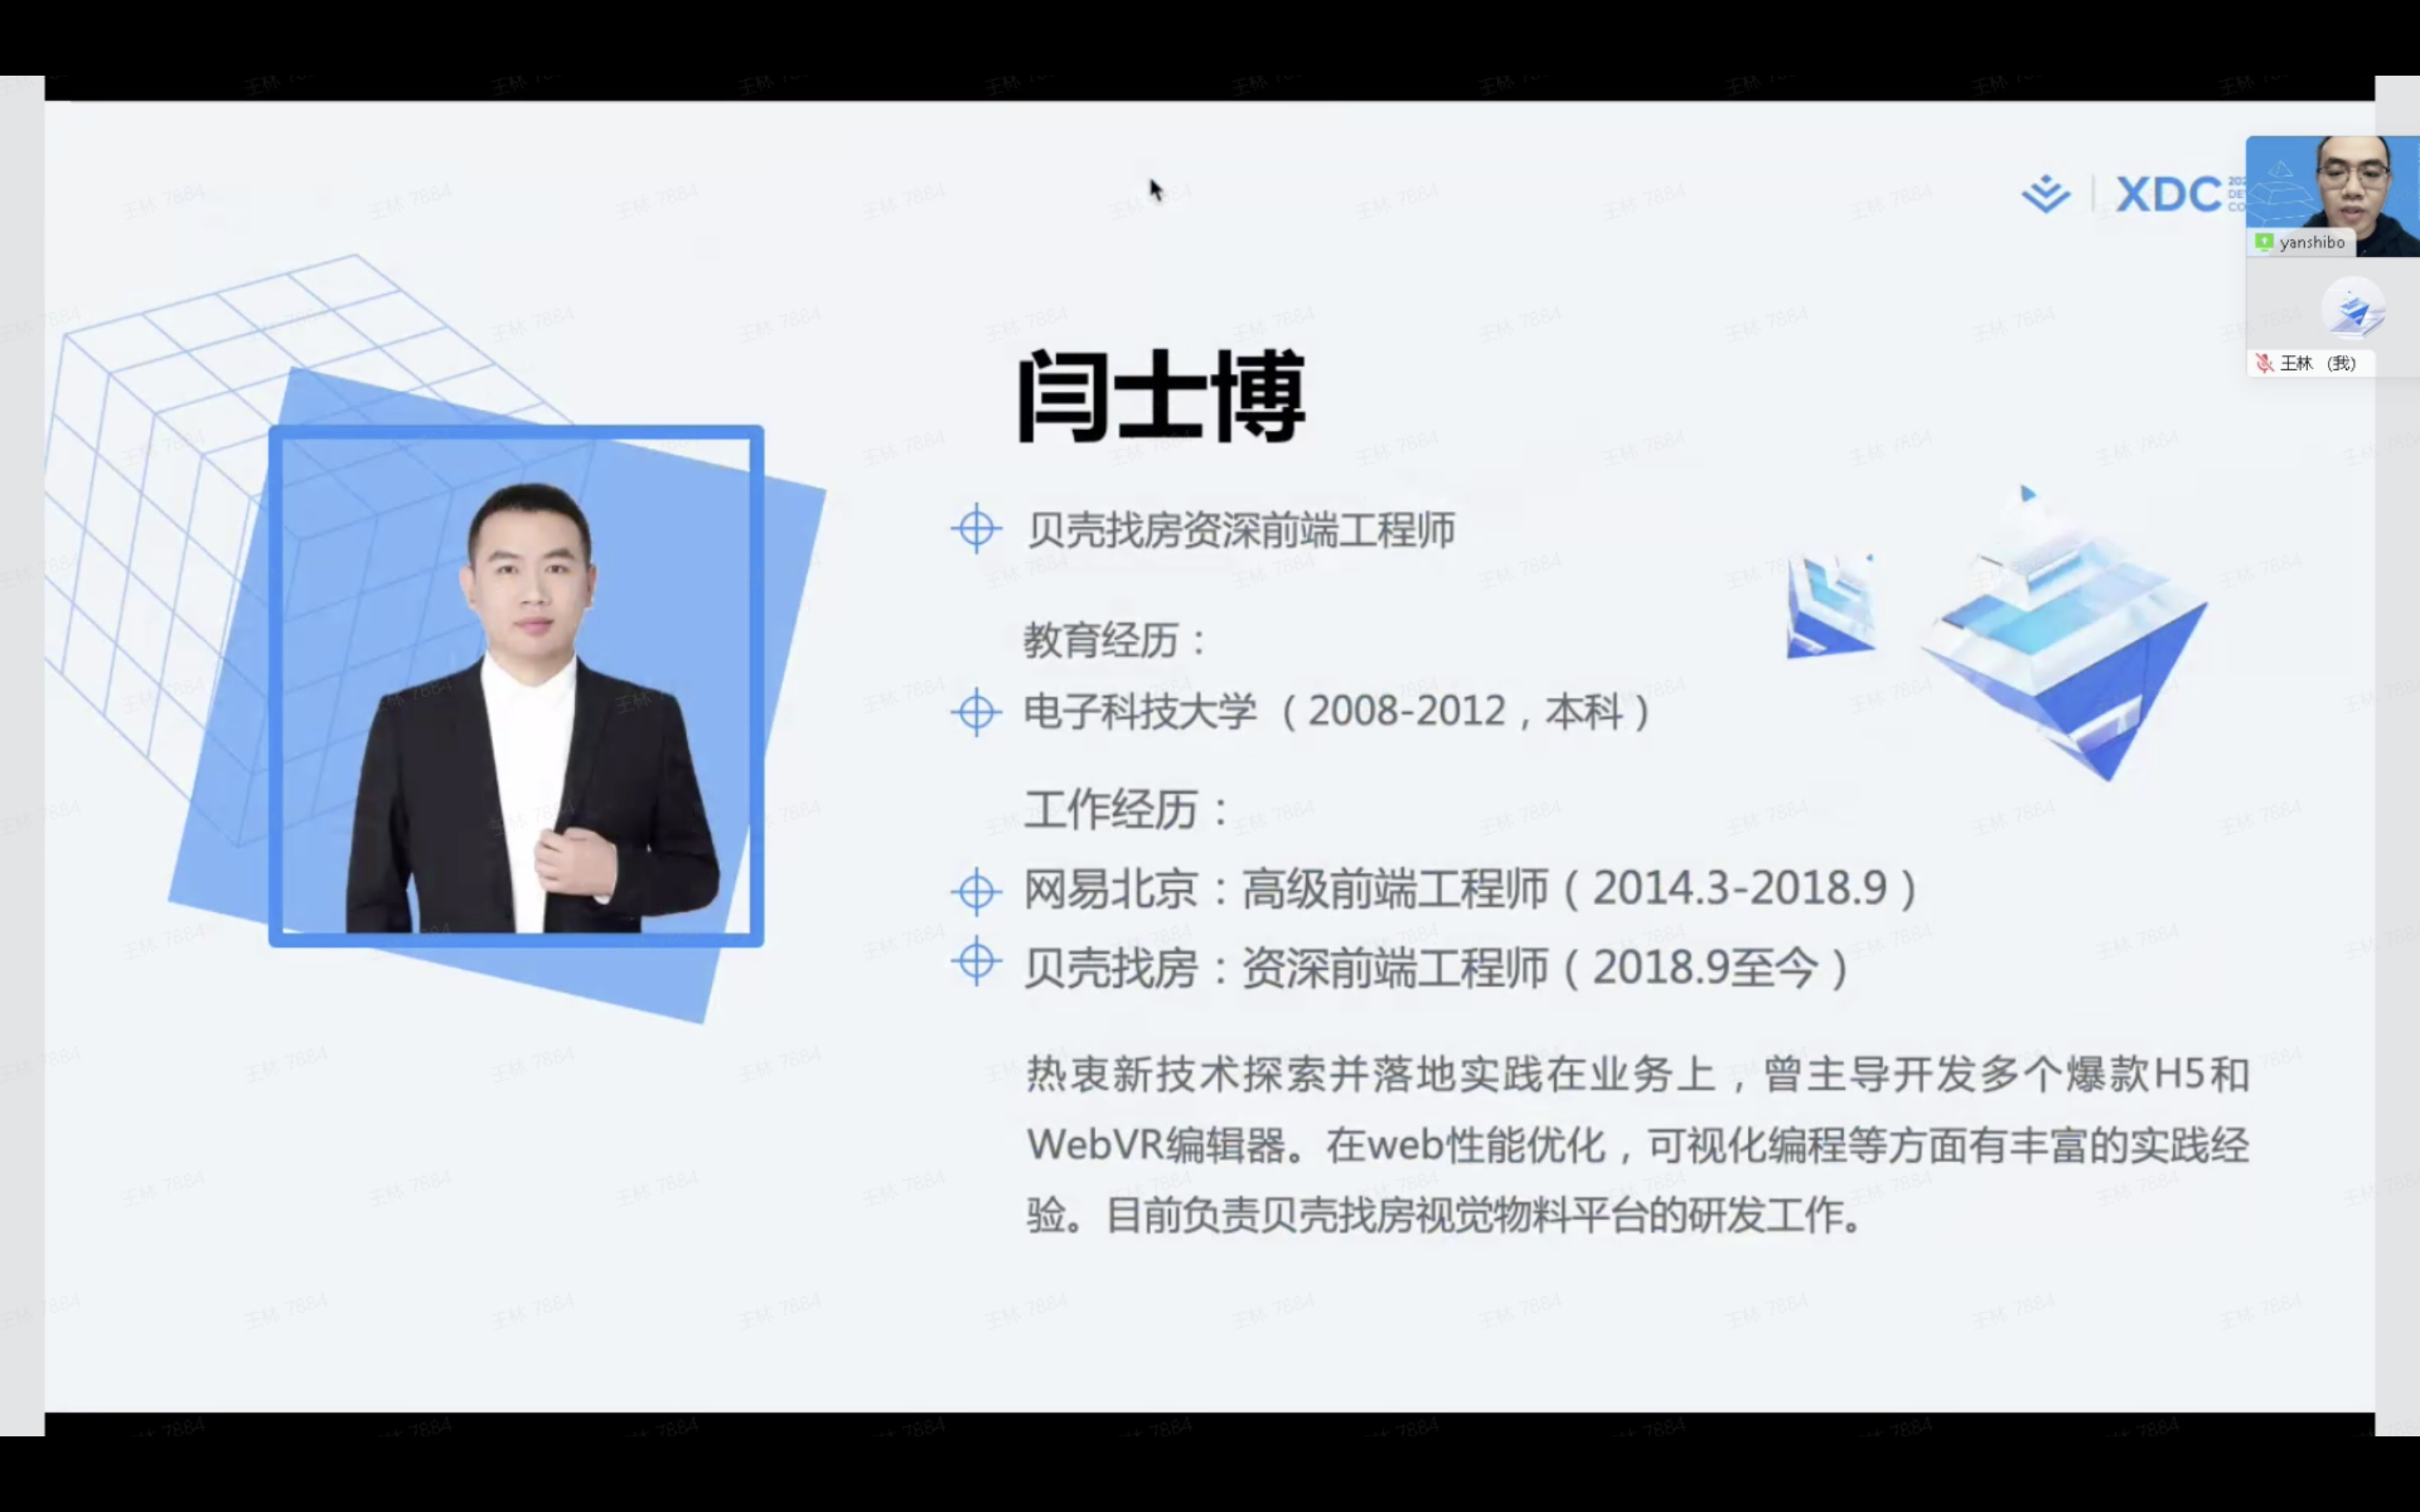 XDC
yanshibo
王林 (我)
闫士博
贝壳找房资深前端工程师
教育经历：
电子科技大学（2008-2012，本科）
工作经历：
网易北京：高级前端工程师（2014.3-2018.9）
贝壳找房：资深前端工程师（2018.9至今）
热衷新技术探索并落地实践在业务上，曾主导开发多个爆款H5和
WebVR编辑器。在web性能优化，可视化编程等方面有丰富的实践经
验。目前负责贝壳找房视觉物料平台的研发工作。
王林 7884